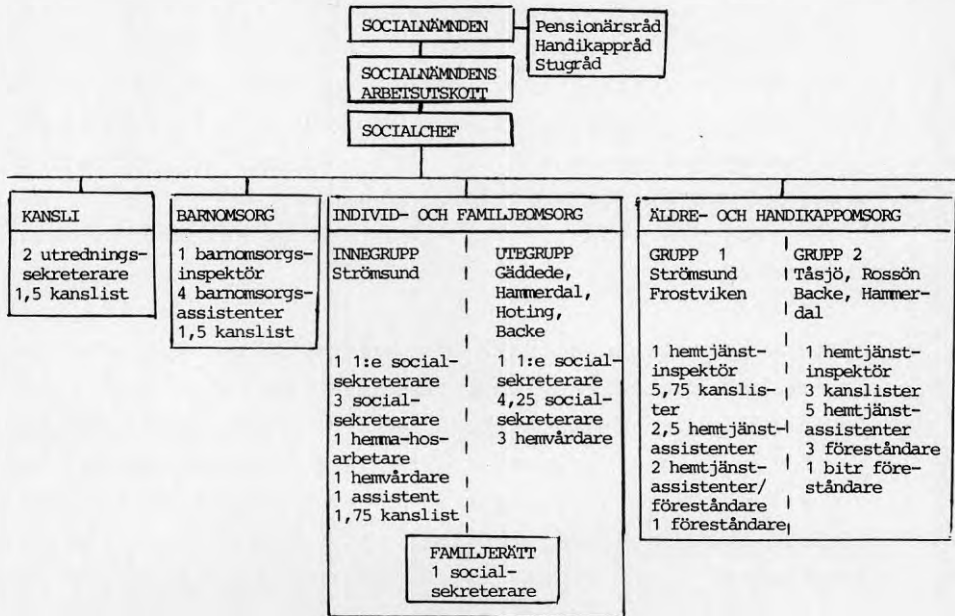 SOCIALNÄMNDEN
Pensionärsråd
Handikappråd
Stugråd
SOCIALNÄMNDENS
ARBETSUTSKOTT
SOCIALCHEF
KANSLI
2 utrednings-
sekreterare
1,5 kanslist
BARNOMSORG
1 barnomsorgs-
inspektör
4 barnomsorgs-
assistenter
1,5 kanslist
INDIVID- OCH FAMILJEOMSORG
INNEGRUPP
Strömsund
1 1:e social-
sekreterare
3 social-
sekreterare
1 hemma-hos-
arbetare
1 hemvårdare
1 assistent
1,75 kanslist
UTEGRUPP
Gäddede,
Hammerdal,
Hoting,
Backe
1 1:e social-
sekreterare
4,25 social-
sekreterare
3 hemvårdare
FAMILJERÄTT
1 social-
sekreterare
ÄLDRE- OCH HANDIKAPPOMSORG
GRUPP 1
Strömsund
Frostviken
1 hemtjänst-
inspektör
5,75 kanslis-
ter
2,5 hemtjänst-
assistenter
2 hemtjänst-
assistenter/
föreståndare
1 föreståndare
GRUPP 2
Tåsjö, Rossön
Backe, Hammer-
dal
1 hemtjänst-
inspektör
3 kanslister
5 hemtjänst-
assistenter
3 föreståndare
1 bitr före-
ståndare